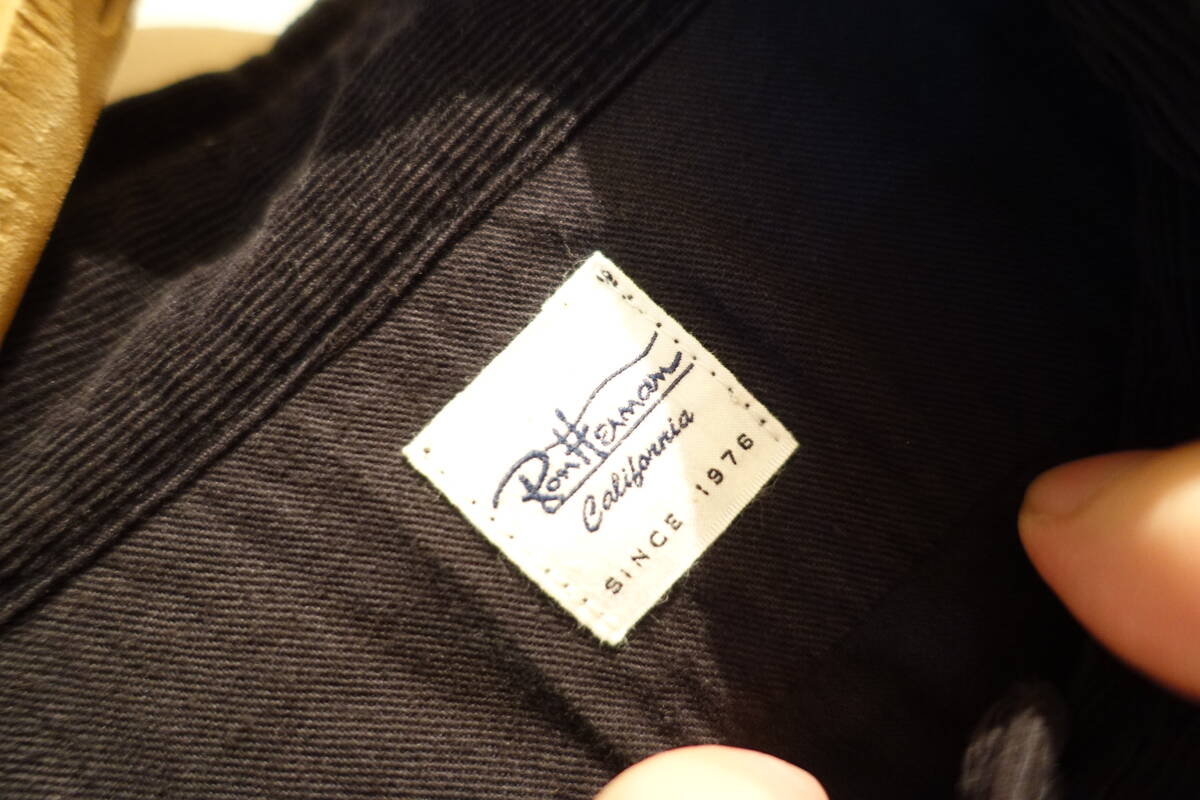 Ron Herman
California
SINCE 1976